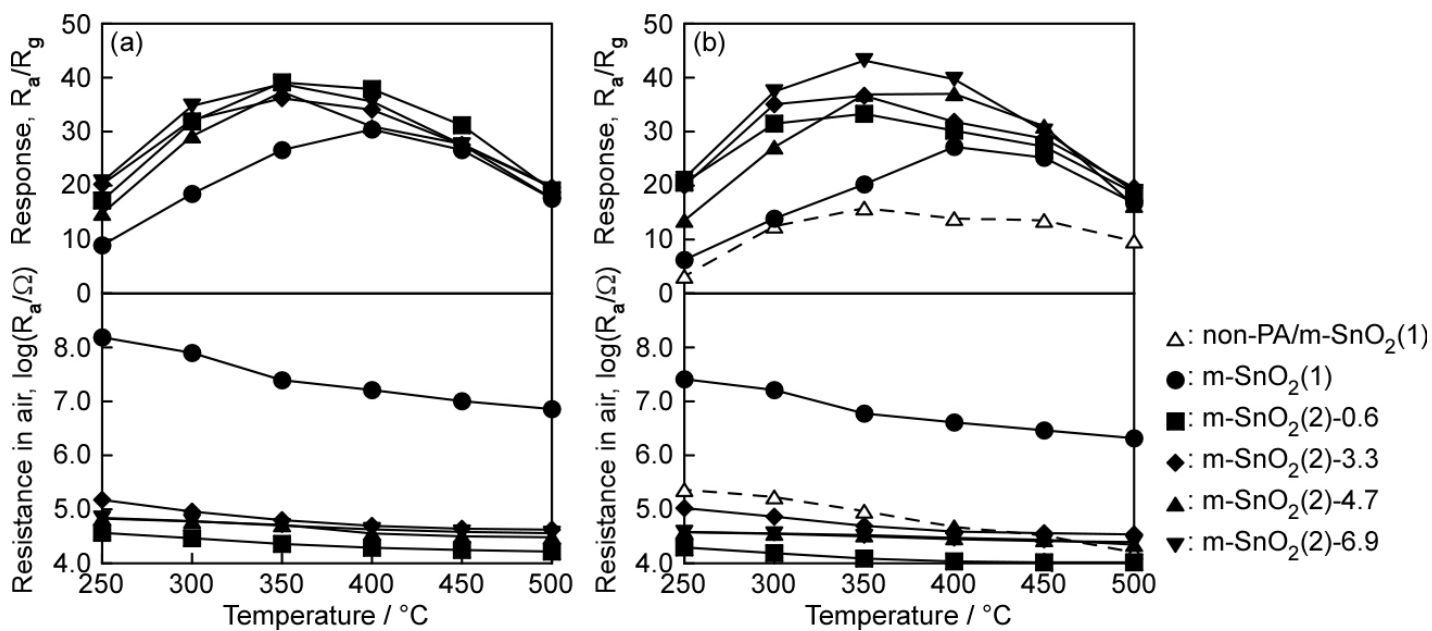 (a)
Response, Ra/Rg
50
40
30
20
10
0
Resistance in air, log(Ra/Ω)
8.0
7.0
6.0
5.0
4.0
250 300 350 400 450 500
Temperature / °C
(b)
Response, Ra/Rg
50
40
30
20
10
0
Resistance in air, log(Ra/Ω)
8.0
7.0
6.0
5.0
4.0
250 300 350 400 450 500
Temperature / °C
△: non-PA/m-SnO2(1)
●: m-SnO2(1)
■: m-SnO2(2)-0.6
◆: m-SnO2(2)-3.3
▲: m-SnO2(2)-4.7
▼: m-SnO2(2)-6.9